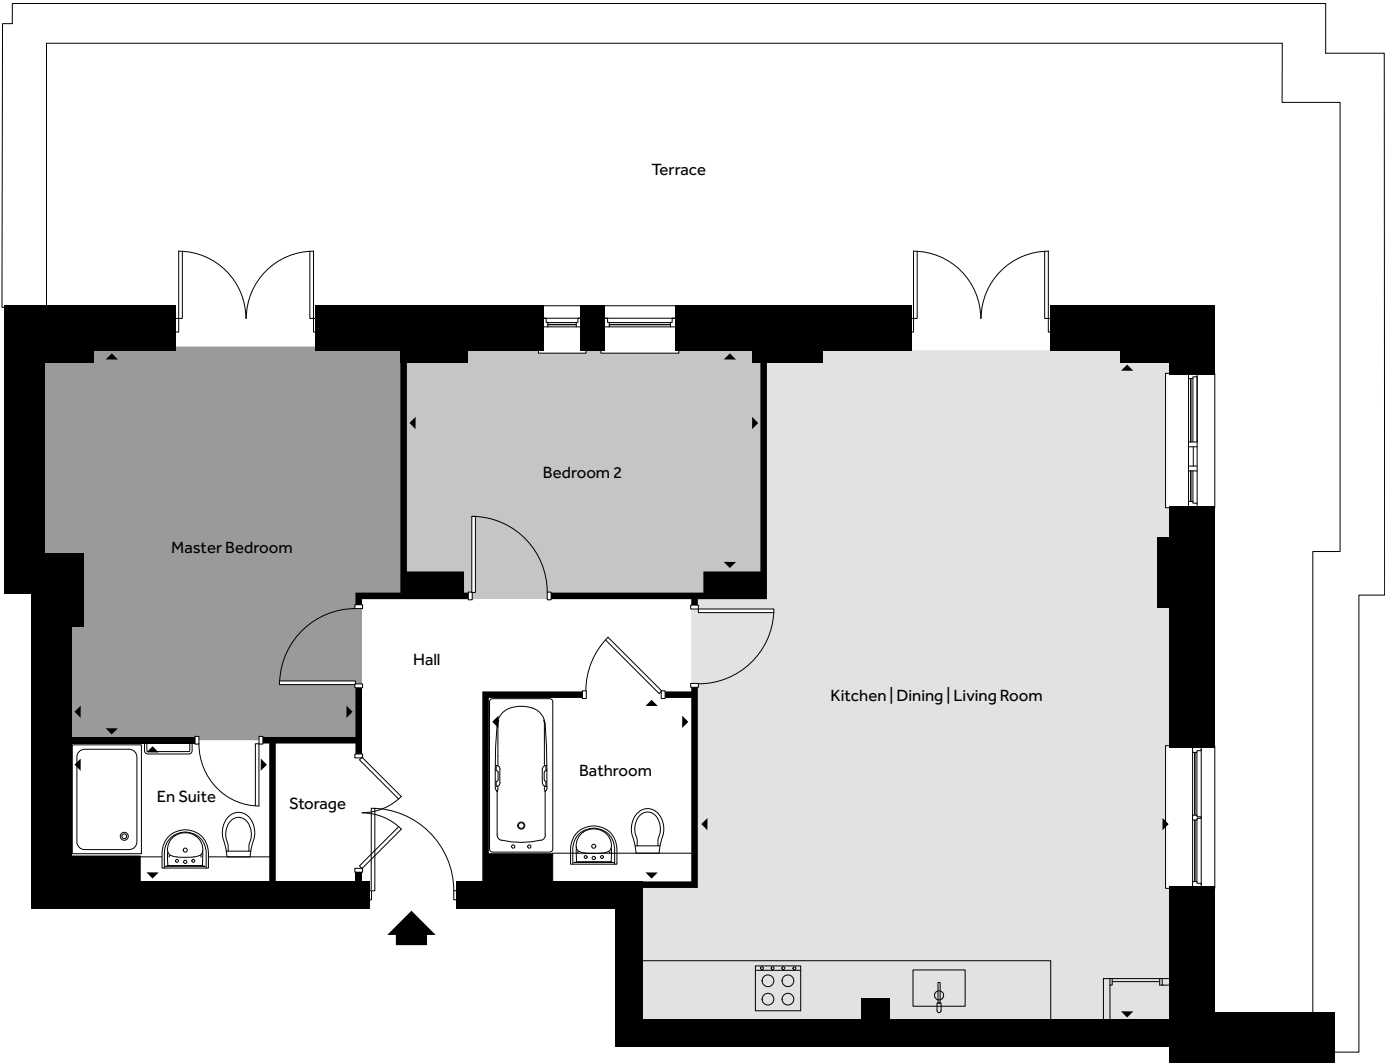 Terrace
Bedroom 2
Master Bedroom
Hall
Kitchen | Dining | Living Room
Bathroom
En Suite
Storage